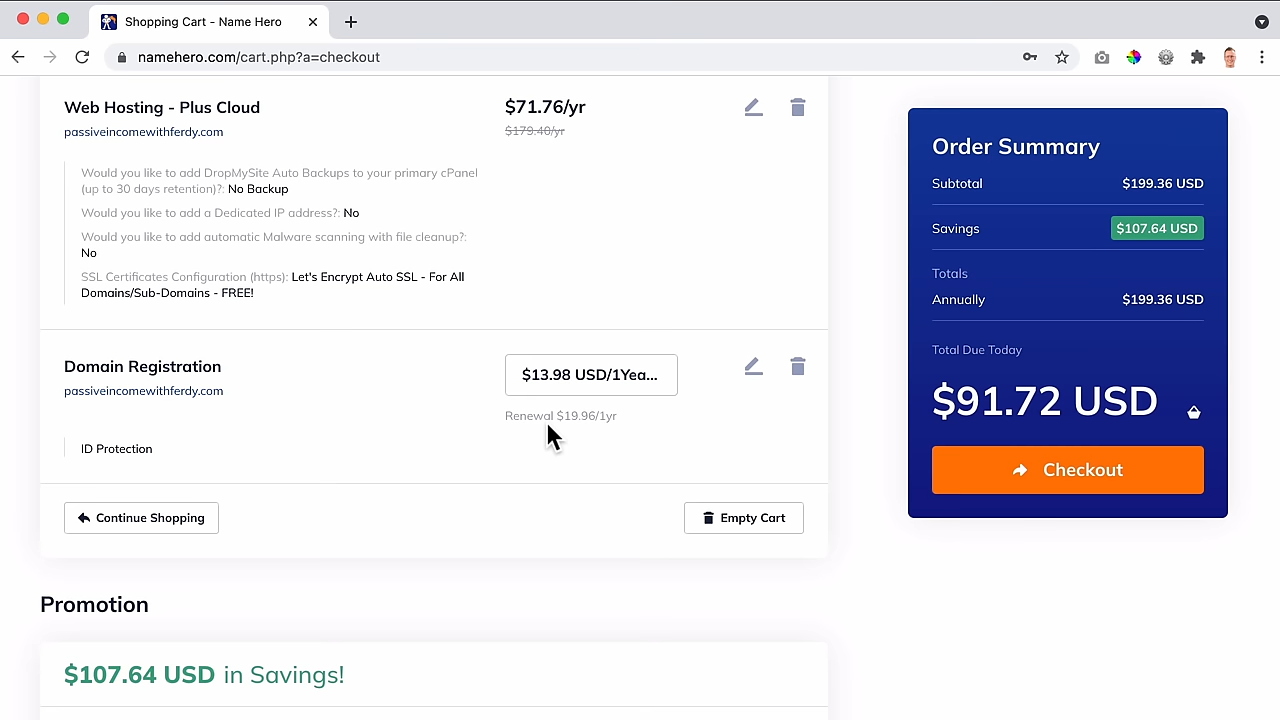 Shopping Cart - Name Hero
namehero.com/cart.php?a=checkout
Web Hosting - Plus Cloud
$71.76/yr
passiveincomewithferdy.com
$179.40/yr
Would you like to add DropMySite Auto Backups to your primary cPanel
(up to 30 days retention)?: No Backup
Would you like to add a Dedicated IP address?: No
Would you like to add automatic Malware scanning with file cleanup?:
No
SSL Certificates Configuration (https): Let's Encrypt Auto SSL - For All
Domains/Sub-Domains - FREE!
Domain Registration
$13.98 USD/1Yea...
passiveincomewithferdy.com
Renewal $19.96/1yr
ID Protection
Continue Shopping
Empty Cart
Promotion
$107.64 USD in Savings!
Order Summary
Subtotal $199.36 USD
Savings $107.64 USD
Totals
Annually $199.36 USD
Total Due Today
$91.72 USD
Checkout